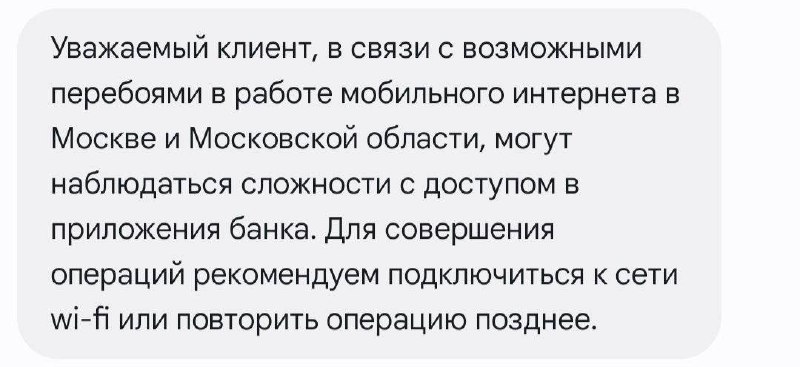 Уважаемый клиент, в связи с возможными
перебоями в работе мобильного интернета в
Москве и Московской области, могут
наблюдаться сложности с доступом в
приложения банка. Для совершения
операций рекомендуем подключиться к сети
wi-fi или повторить операцию позднее.